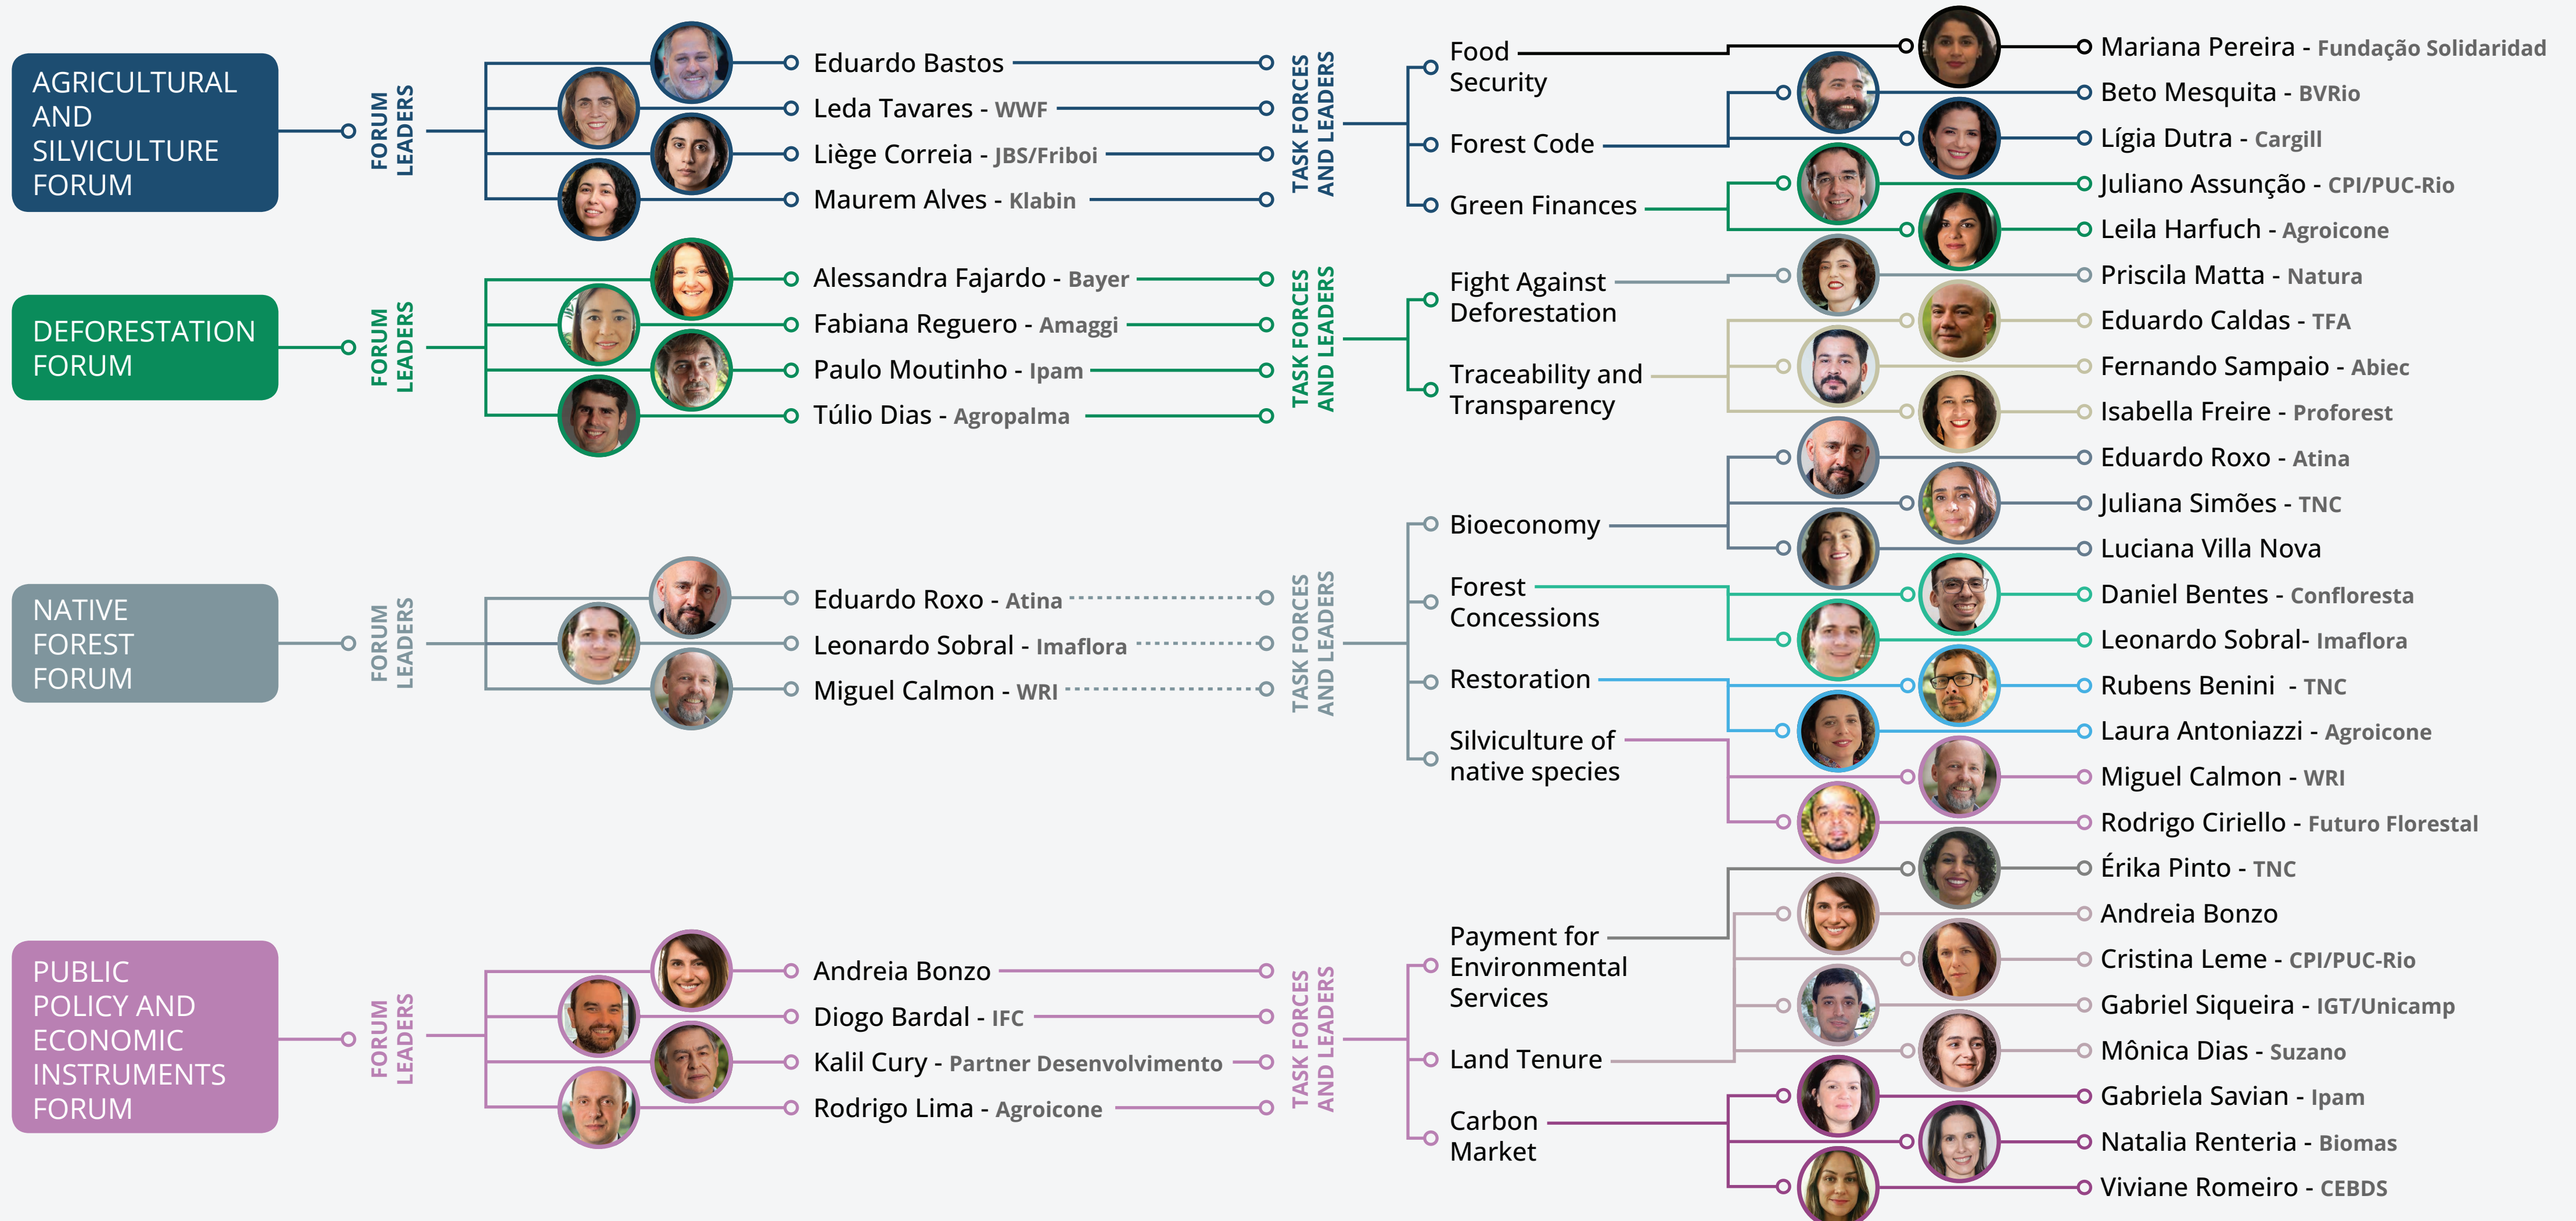 AGRICULTURAL
AND
SILVICULTURE
FORUM
FORUM
LEADERS
Eduardo Bastos
Leda Tavares - WWF
Liège Correia - JBS/Friboi
Maurem Alves - Klabin
TASK FORCES
AND LEADERS
Food
Security
Forest Code
Green Finances
Mariana Pereira - Fundação Solidaridad
Beto Mesquita - BVRio
Lígia Dutra - Cargill
Juliano Assunção - CPI/PUC-Rio
Leila Harfuch - Agroicone
DEFORESTATION
FORUM
FORUM
LEADERS
Alessandra Fajardo - Bayer
Fabiana Reguero - Amaggi
Paulo Moutinho - Ipam
Túlio Dias - Agropalma
TASK FORCES
AND LEADERS
Fight Against
Deforestation
Traceability and
Transparency
Priscila Matta - Natura
Eduardo Caldas - TFA
Fernando Sampaio - Abiec
Isabella Freire - Proforest
NATIVE
FOREST
FORUM
FORUM
LEADERS
Eduardo Roxo - Atina
Leonardo Sobral - Imaflora
Miguel Calmon - WRI
TASK FORCES
AND LEADERS
Bioeconomy
Forest
Concessions
Restoration
Silviculture of
native species
Eduardo Roxo - Atina
Juliana Simões - TNC
Luciana Villa Nova
Daniel Bentes - Confloresta
Leonardo Sobral- Imaflora
Rubens Benini  - TNC
Laura Antoniazzi - Agroicone
Miguel Calmon - WRI
Rodrigo Ciriello - Futuro Florestal
PUBLIC
POLICY AND
ECONOMIC
INSTRUMENTS
FORUM
FORUM
LEADERS
Andreia Bonzo
Diogo Bardal - IFC
Kalil Cury - Partner Desenvolvimento
Rodrigo Lima - Agroicone
TASK FORCES
AND LEADERS
Payment for
Environmental
Services
Land Tenure
Carbon
Market
Érika Pinto - TNC
Andreia Bonzo
Cristina Leme - CPI/PUC-Rio
Gabriel Siqueira - IGT/Unicamp
Mônica Dias - Suzano
Gabriela Savian - Ipam
Natalia Renteria - Biomas
Viviane Romeiro - CEBDS